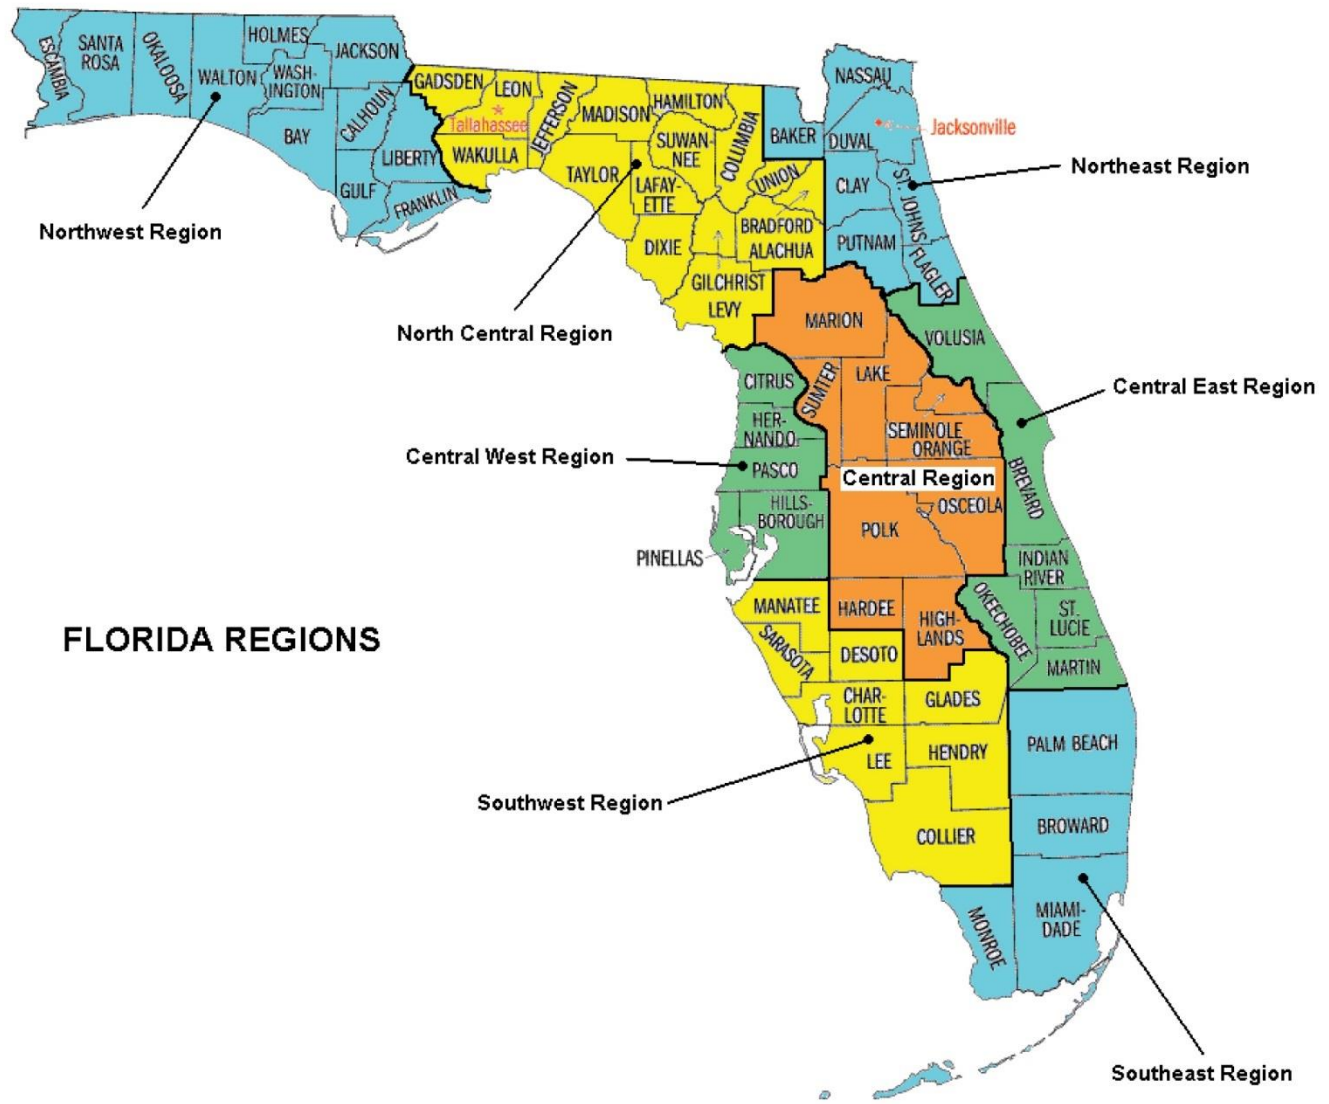 HOLMES
JACKSON
ESCAMBIA
SANTA
ROSA
OKALOOSA
WALTON
WASH-
INGTON
BAY
CALHOUN
LIBERTY
GULF
FRANKLIN
Northwest Region
GADSDEN
LEON
Tallahassee
WAKULLA
JEFFERSON
MADISON
HAMILTON
TAYLOR
SUWAN-
NEE
COLUMBIA
LAFAY-
ETTE
UNION
BRADFORD
ALACHUA
DIXIE
GILCHRIST
LEVY
North Central Region
NASSAU
BAKER
DUVAL
Jacksonville
CLAY
ST. JOHNS
PUTNAM
FLAGLER
Northeast Region
MARION
VOLUSIA
CITRUS
SUMTER
LAKE
Central East Region
HER-
NANDO
SEMINOLE
ORANGE
Central West Region
PASCO
Central Region
BREVARD
HILLS-
BOROUGH
OSCEOLA
POLK
PINELLAS
INDIAN
RIVER
MANATEE
HARDEE
HIGH-
LANDS
OKEECHOBEE
ST.
LUCIE
FLORIDA REGIONS
SARASOTA
DESOTO
MARTIN
CHAR-
LOTTE
GLADES
LEE
HENDRY
PALM BEACH
Southwest Region
COLLIER
BROWARD
MONROE
MIAMI-
DADE
Southeast Region